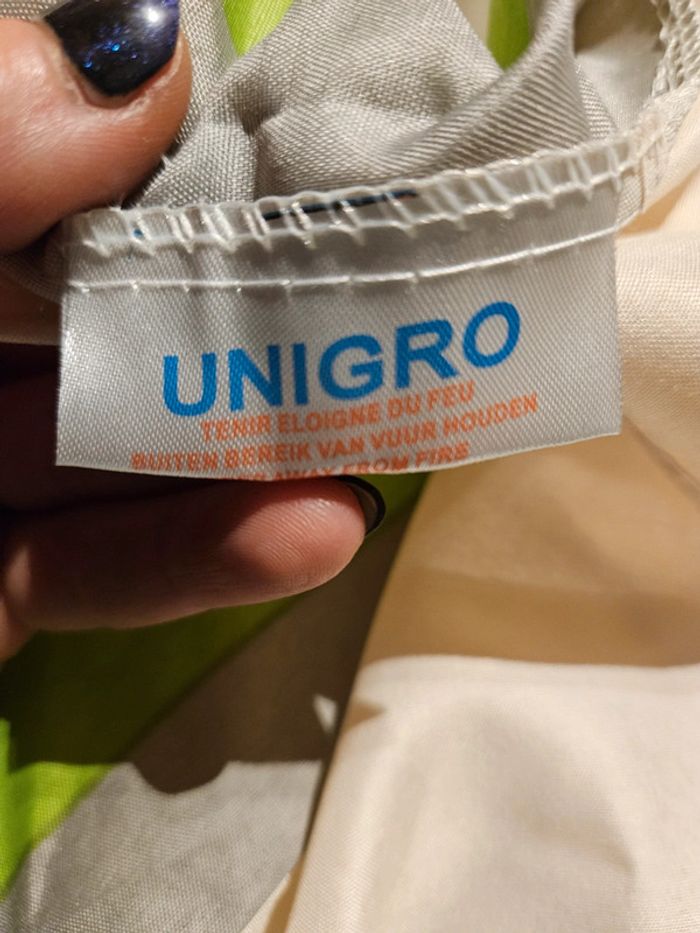 UNIGRO
TENIR ELOIGNE DU FEU
BUITEN BEREIK VAN VUUR HOUDEN
AWAY FROM FIRE